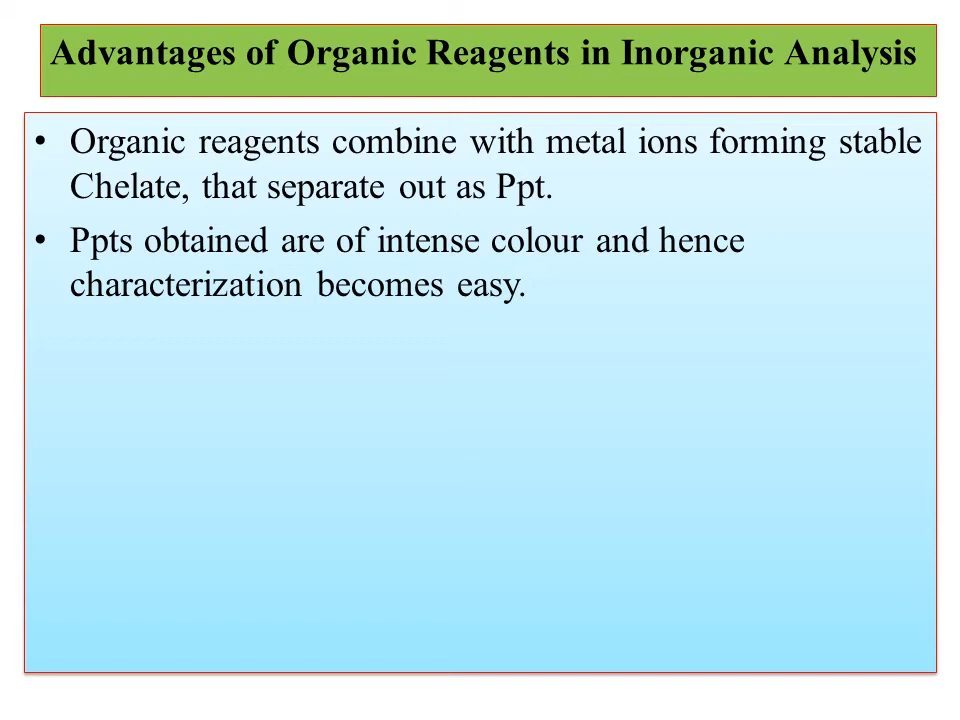 Advantages of Organic Reagents in Inorganic Analysis
• Organic reagents combine with metal ions forming stable
Chelate, that separate out as Ppt.
• Ppts obtained are of intense colour and hence
characterization becomes easy.